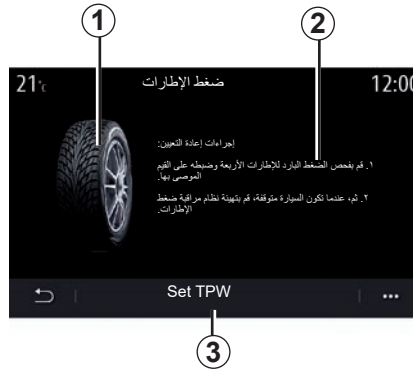 1
2
21°c
ضغط الإطارات
12:00
إجراءات إعادة التعيين:
١. قم بفحص الضغط البارد للإطارات الأربعة وضبطه على القيم
الموصى بها.
٢. ثم، عندما تكون السيارة متوقفة، قم بتهيئة نظام مراقبة ضغط
الإطارات.
Set TPW
3